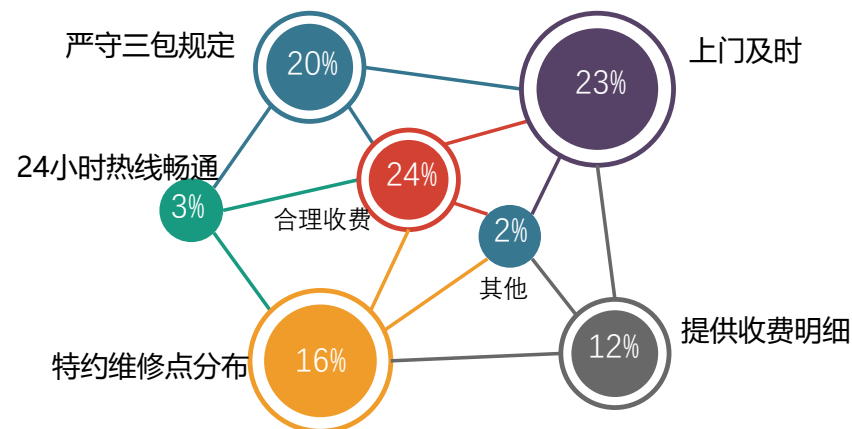 严守三包规定
20%
23%
上门及时
24小时热线畅通
3%
24%
合理收费
2%
其他
特约维修点分布
16%
12%
提供收费明细